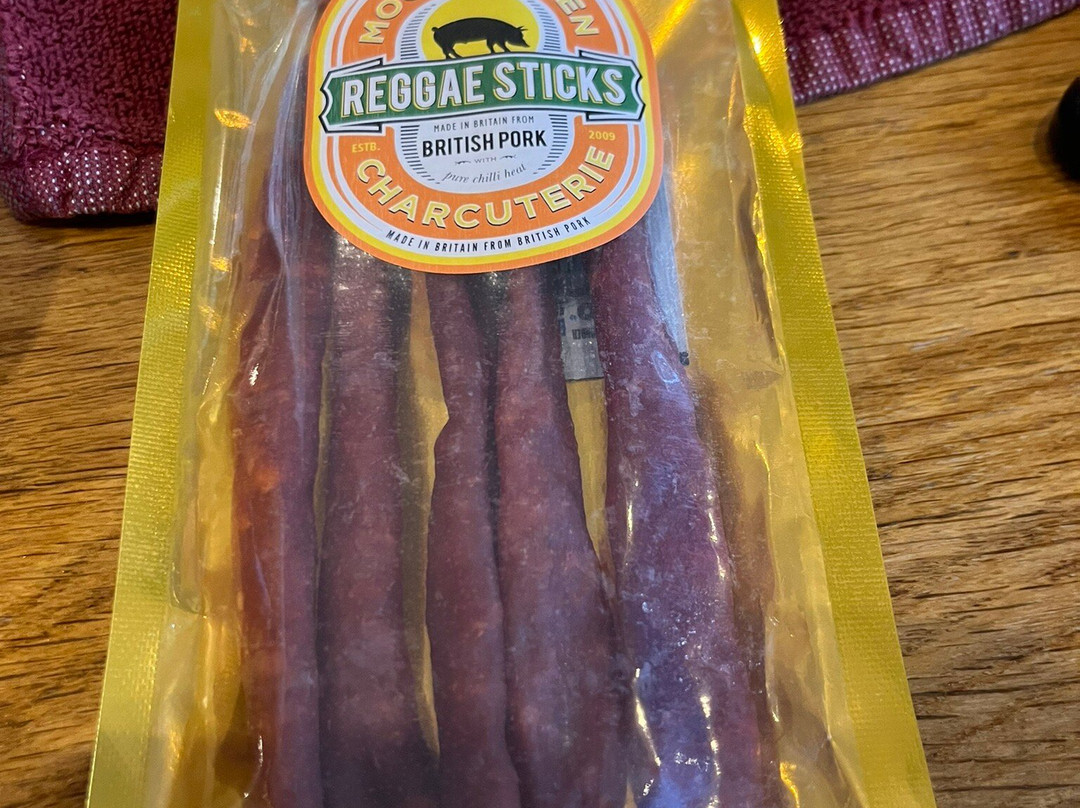 REGGAE STICKS
MADE IN BRITAIN FROM
BRITISH PORK
WITH
pure chilli heat
ESTB. 2009
CHARCUTERIE
MADE IN BRITAIN FROM BRITISH PORK